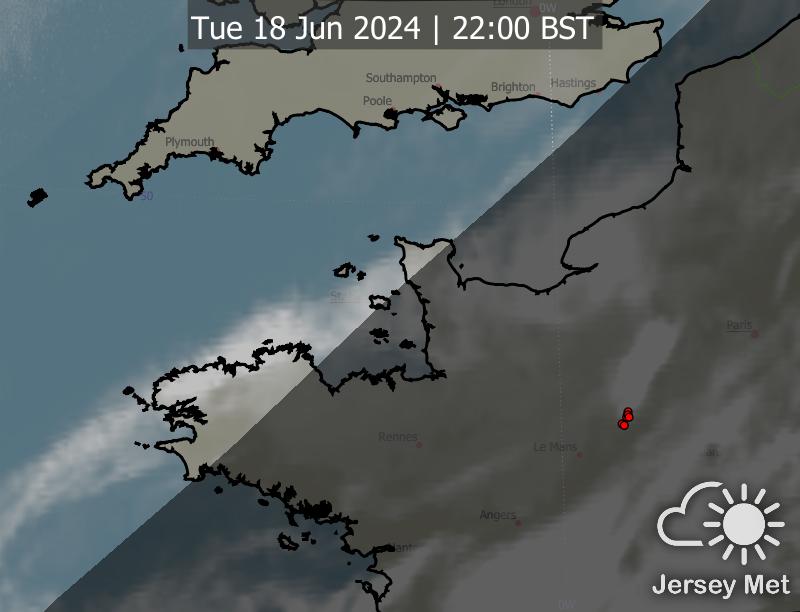 London
0W
Tue 18 Jun 2024 | 22:00 BST
Southampton
Brighton
Hastings
Poole
Plymouth
50
St.
Paris
Rennes
Le Mans
Angers
0W
Jersey Met